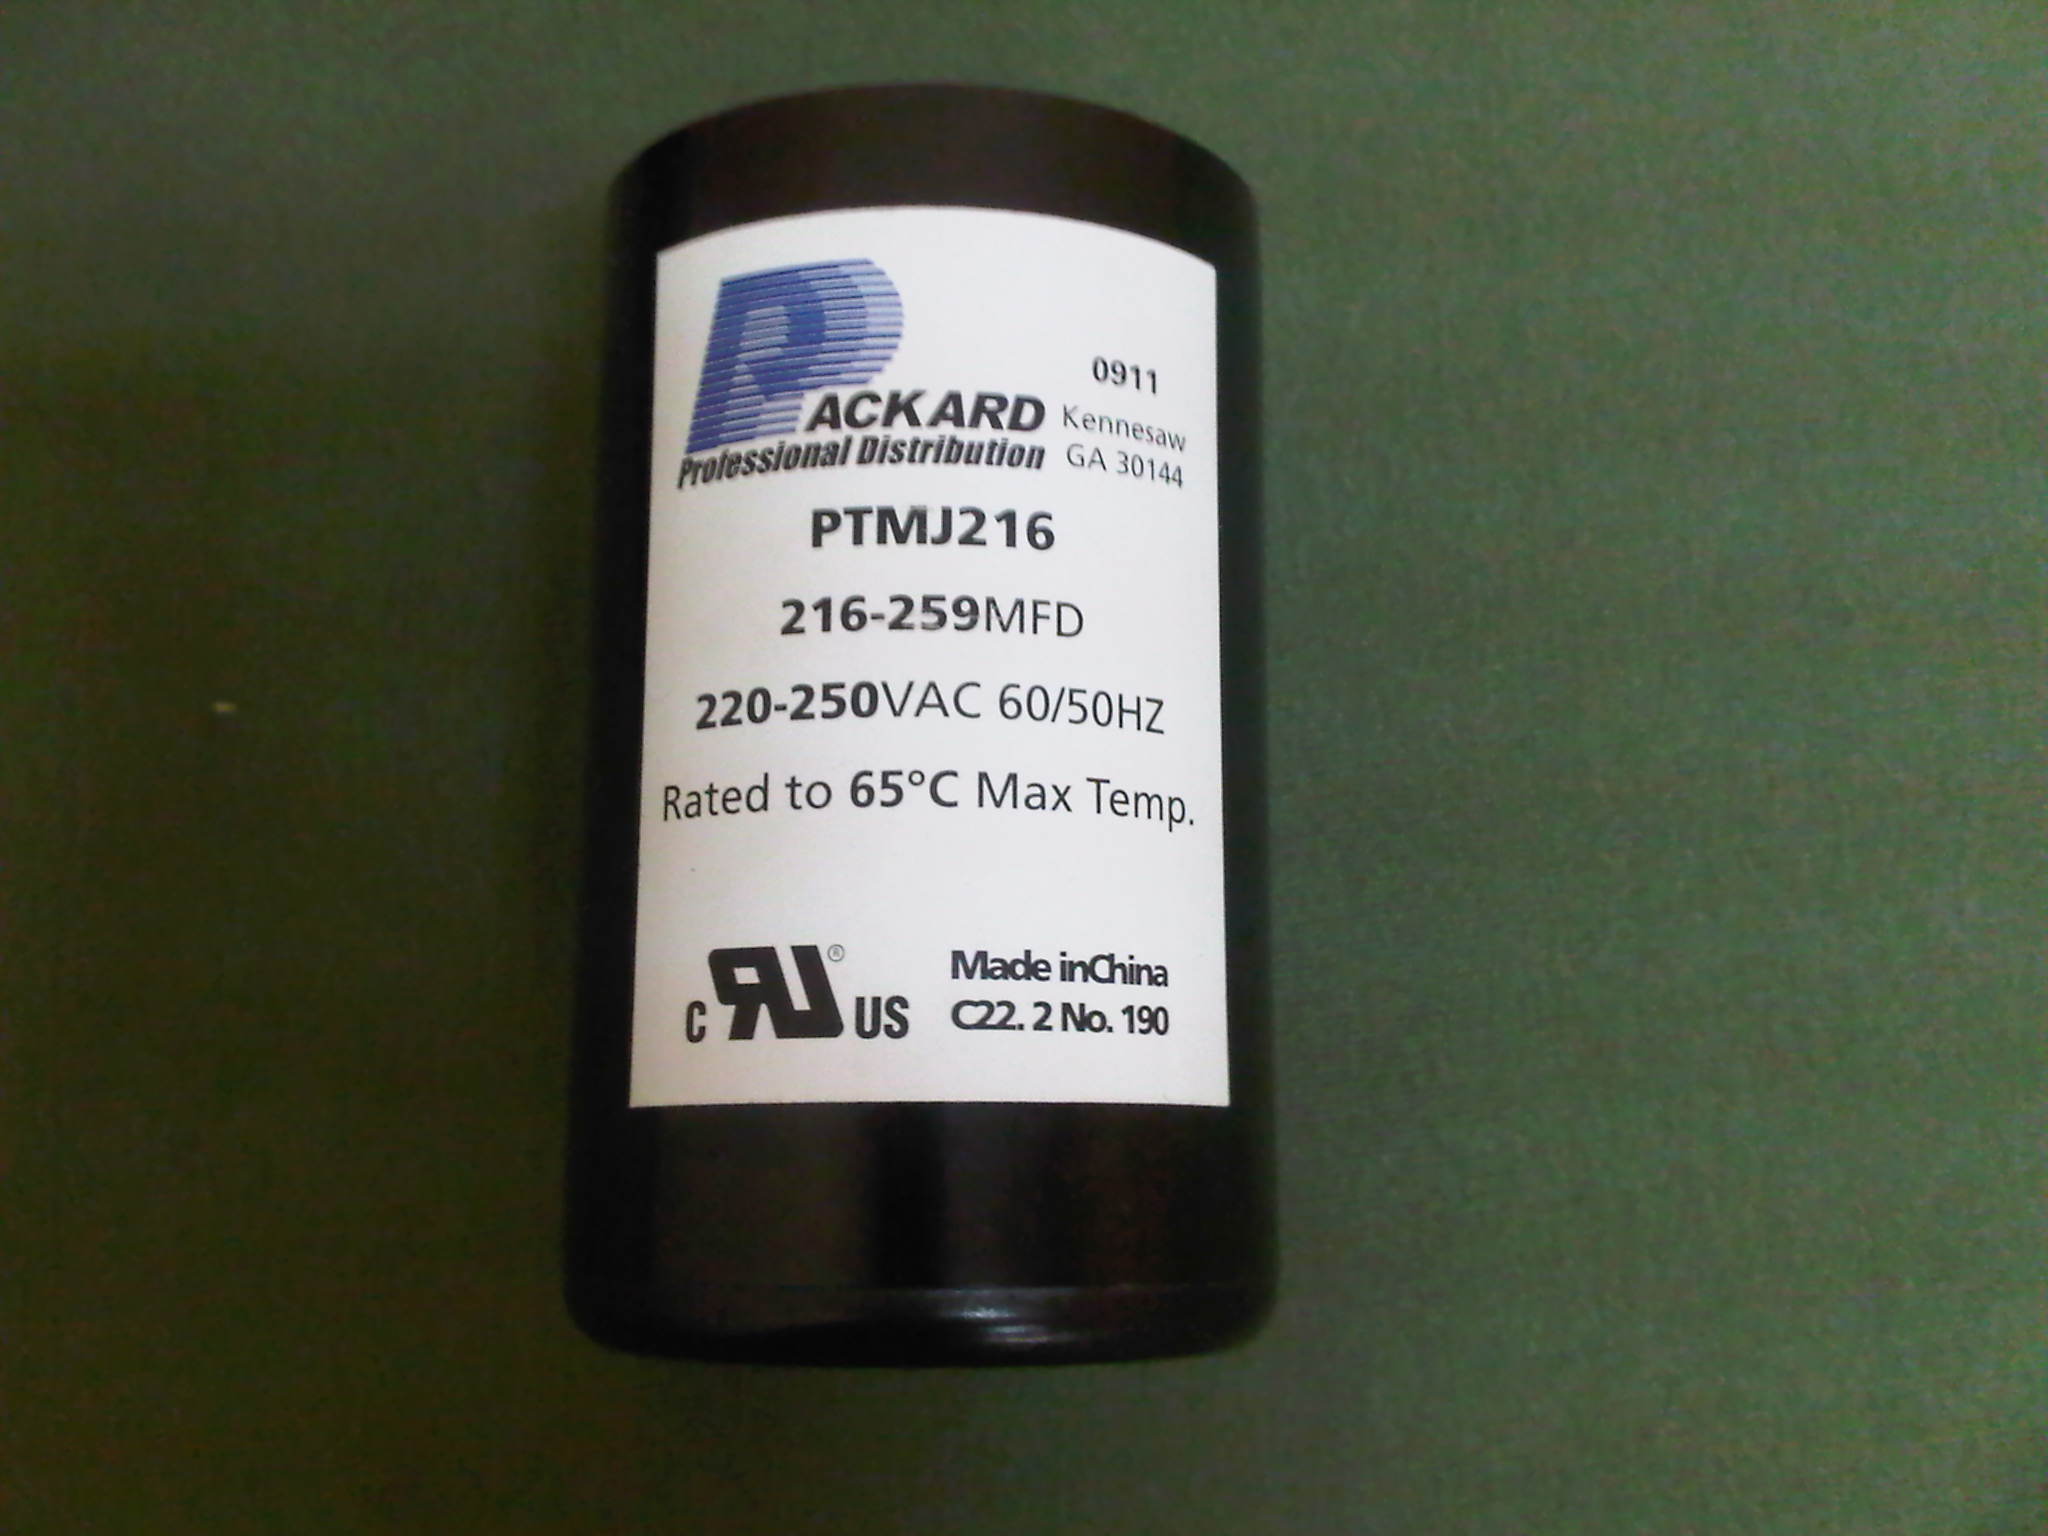 PACKARD
Professional Distribution
0911
Kennesaw
GA 30144
PTMJ216
216-259MFD
220-250VAC 60/50HZ
Rated to 65°C Max Temp.
C RU® US
Made inChina
C22. 2 No. 190